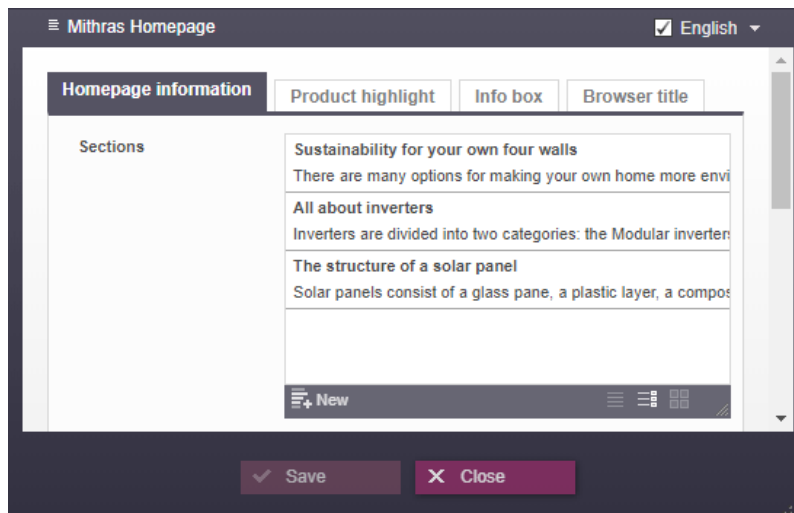 Mithras Homepage
English
Homepage information
Product highlight
Info box
Browser title
Sections
Sustainability for your own four walls
There are many options for making your own home more envi
All about inverters
Inverters are divided into two categories: the Modular inverter
The structure of a solar panel
Solar panels consist of a glass pane, a plastic layer, a compos
New
Save
Close